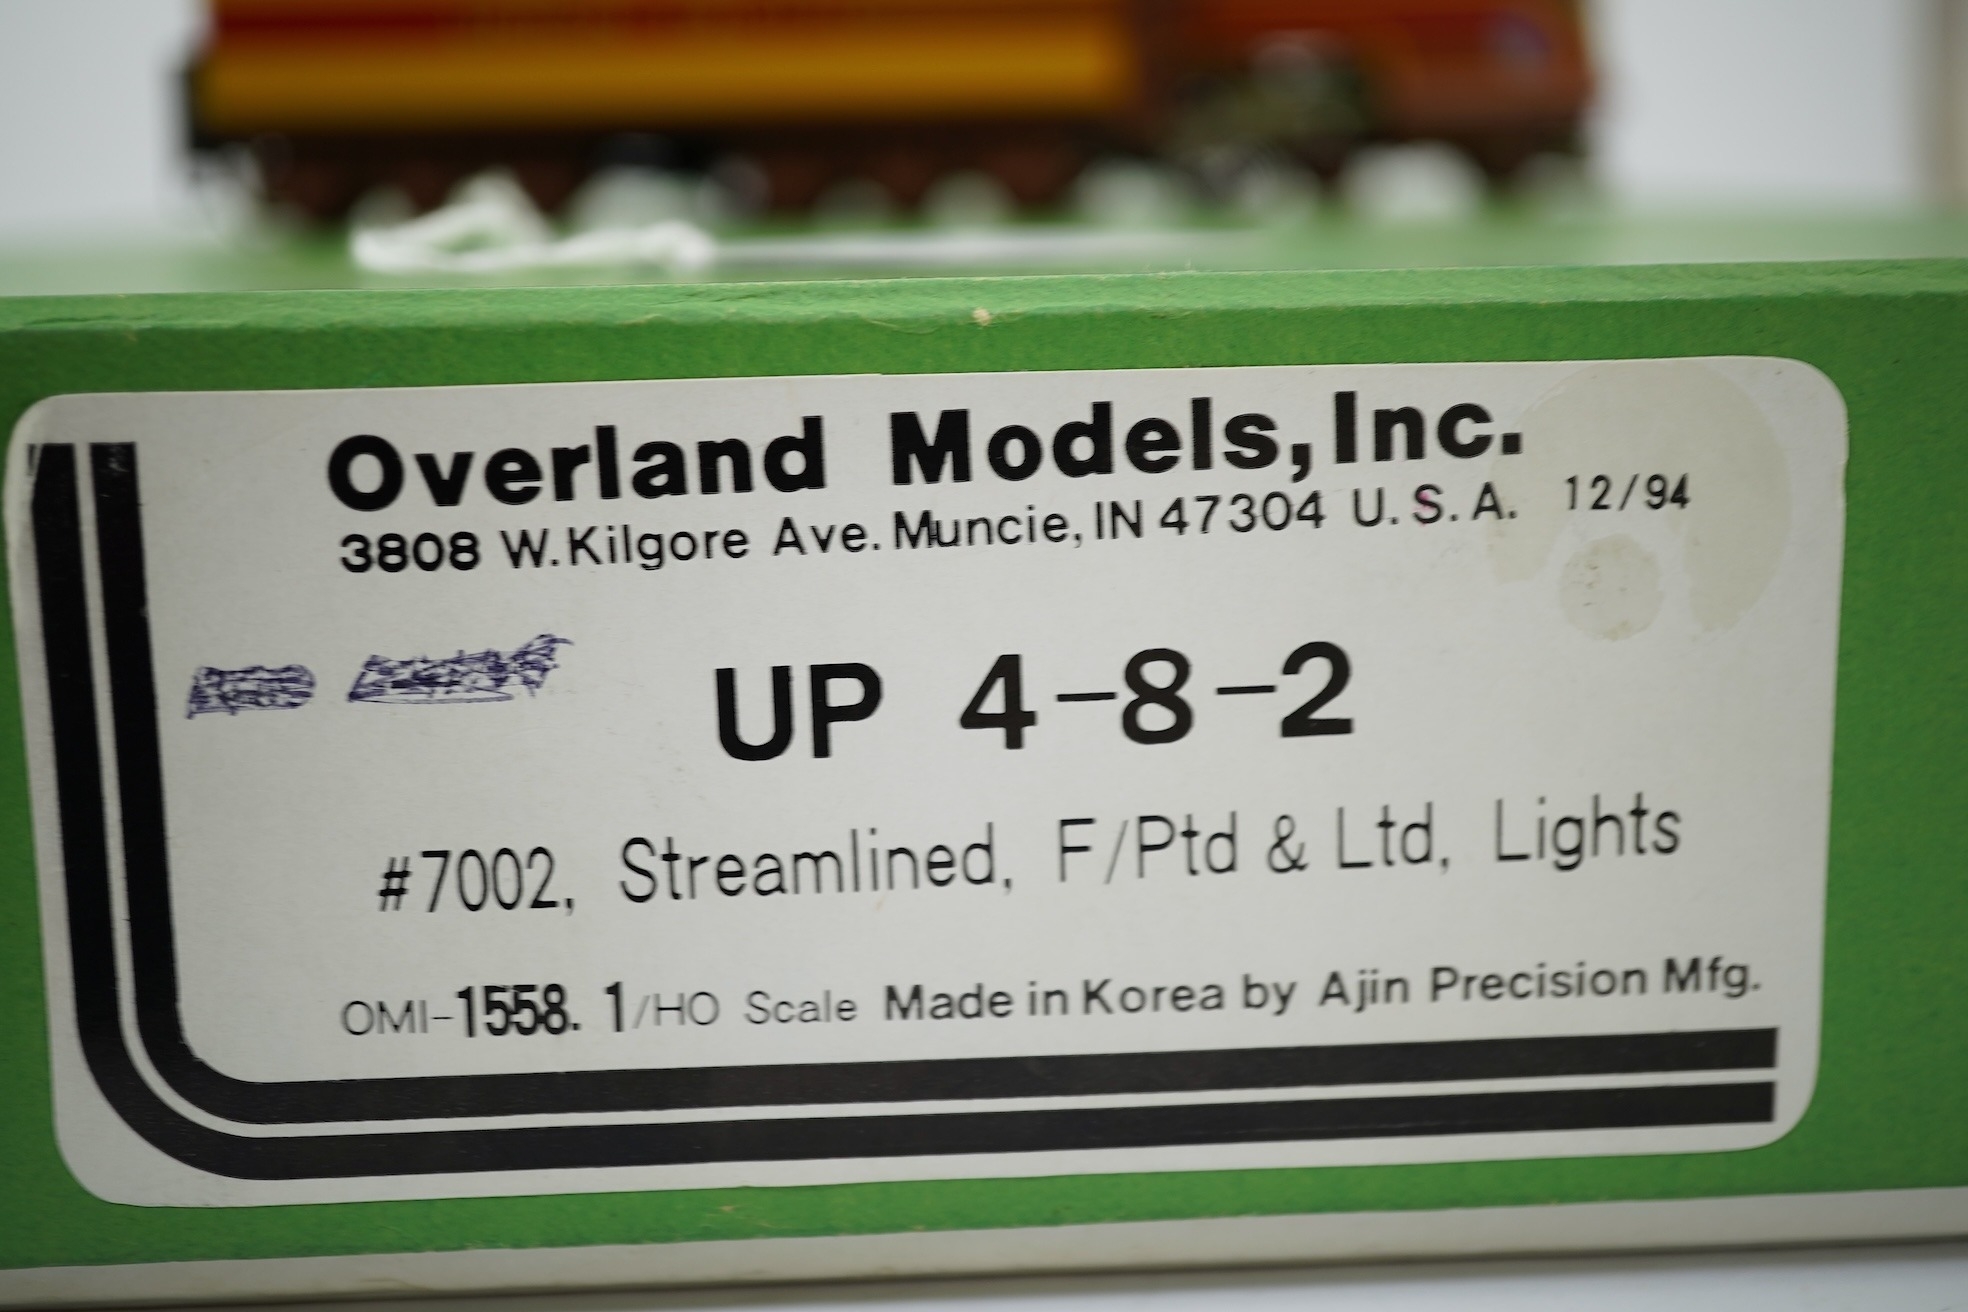 Overland Models, Inc.
3808 W. Kilgore Ave. Muncie, IN 47304 U.S.A. 12/94
UP 4-8-2
#7002, Streamlined, F/Ptd & Ltd, Lights
OMI-1558.1/HO Scale Made in Korea by Ajin Precision Mfg.